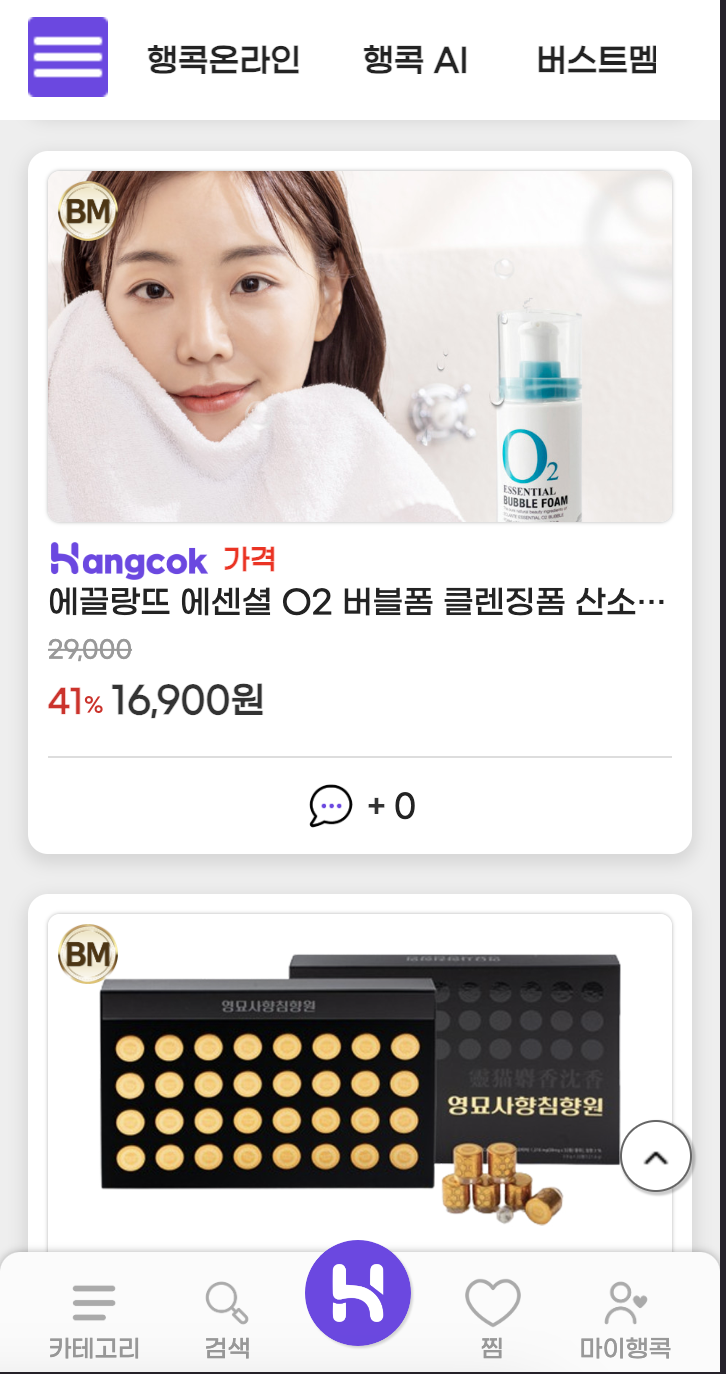 행콕온라인 행콕 AI 버스트멤
BM
O2
ESSENTIAL
BUBBLE FOAM
Hangcok 가격
에끌랑뜨 에센셜 O2 버블폼 클렌징폼 산소…
29,000
41% 16,900원
+ 0
BM
영묘사향침향원
靈猫麝香沈香
영묘사향침향원
카테고리 검색 찜 마이행콕